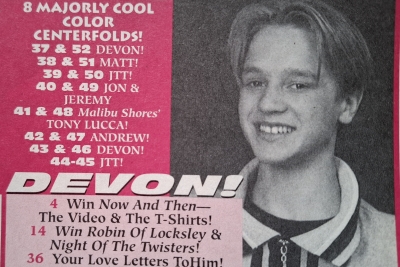 8 MAJORLY COOL
COLOR
CENTERFOLDS!
37 & 52 DEVON!
38 & 51 MATT!
39 & 50 JTT!
40 & 49 JON &
JEREMY
41 & 48 Malibu Shores'
TONY LUCCA!
42 & 47 ANDREW!
43 & 46 DEVON!
44-45 JTT!
DEVON!
4 Win Now And Then—
The Video & The T-Shirts!
14 Win Robin Of Locksley &
Night Of The Twisters!
36 Your Love Letters ToHim!